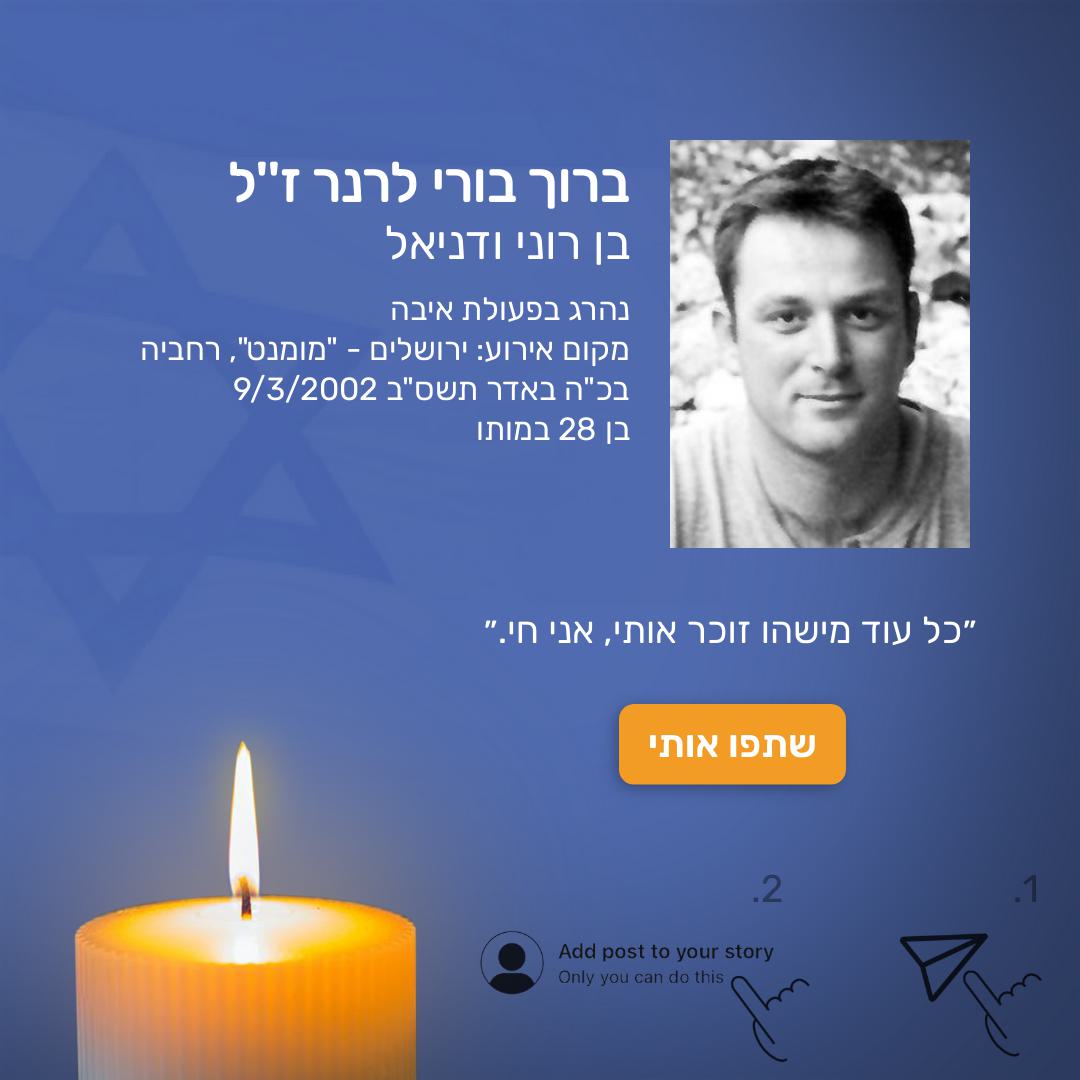 ברוך בורי לרנר ז"ל
בן רוני ודניאל
נהרג בפעולת איבה
מקום אירוע: ירושלים - "מומנט", רחביה
בכ"ה באדר תשס"ב 9/3/2002
בן 28 במותו
״כל עוד מישהו זוכר אותי, אני חי.״
שתפו אותי
.1
.2
Add post to your story
Only you can do this